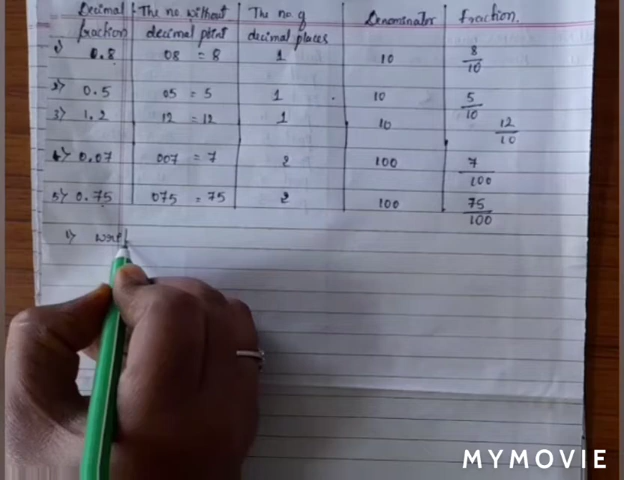 Decimal fraction | The no without decimal point | The no of decimal places | Denominator | Fraction
1) 0.8 | 08 = 8 | 1 | 10 | 8/10
2) 0.5 | 05 = 5 | 1 | 10 | 5/10
3) 1.2 | 12 = 12 | 1 | 10 | 12/10
4) 0.07 | 007 = 7 | 2 | 100 | 7/100
5) 0.75 | 075 = 75 | 2 | 100 | 75/100
1)
MYMOVIE